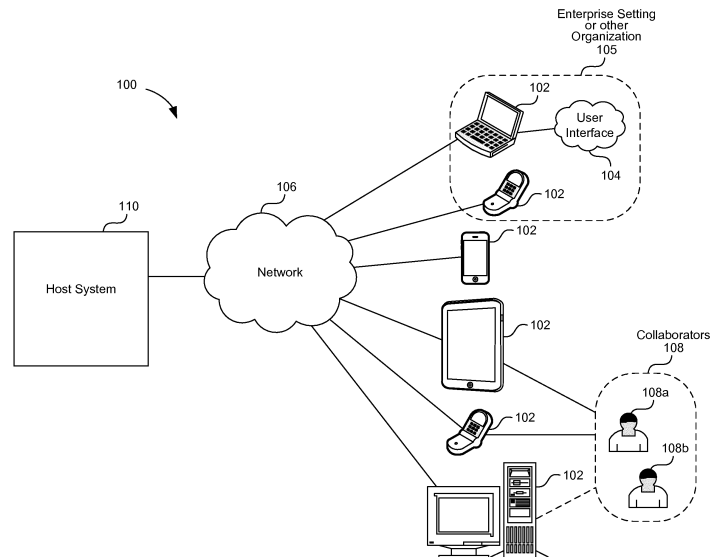 Enterprise Setting
or other
Organization
105
100
102
User
Interface
104
102
106
110
102
Network
Host System
102
Collaborators
108
108a
102
108b
102